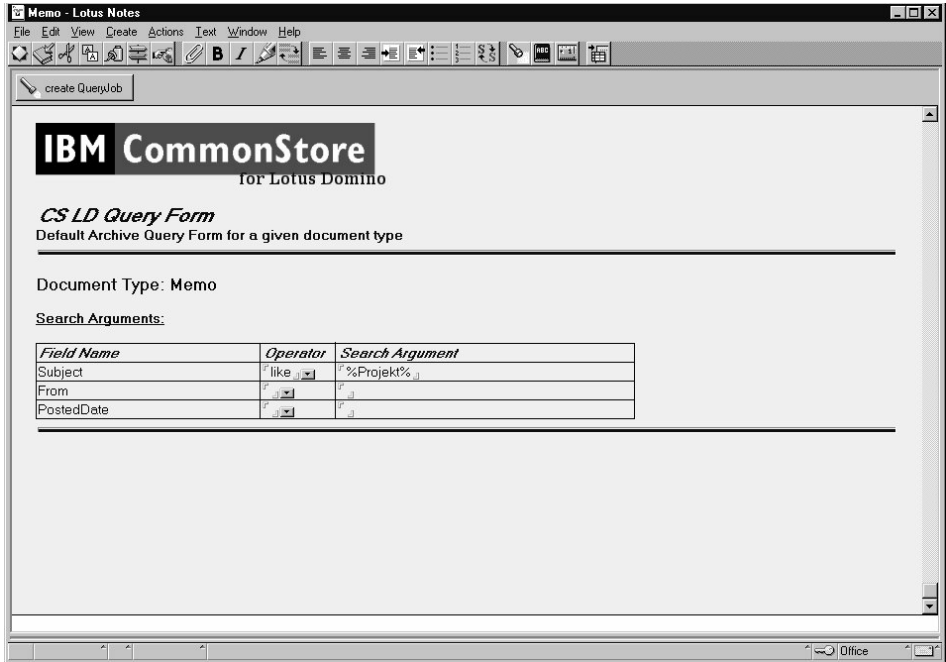 Memo - Lotus Notes
File Edit View Create Actions Text Window Help
create QueryJob
IBM CommonStore
for Lotus Domino
CS LD Query Form
Default Archive Query Form for a given document type
Document Type: Memo
Search Arguments:
Field Name Operator Search Argument
Subject like %Projekt%
From
PostedDate
Office